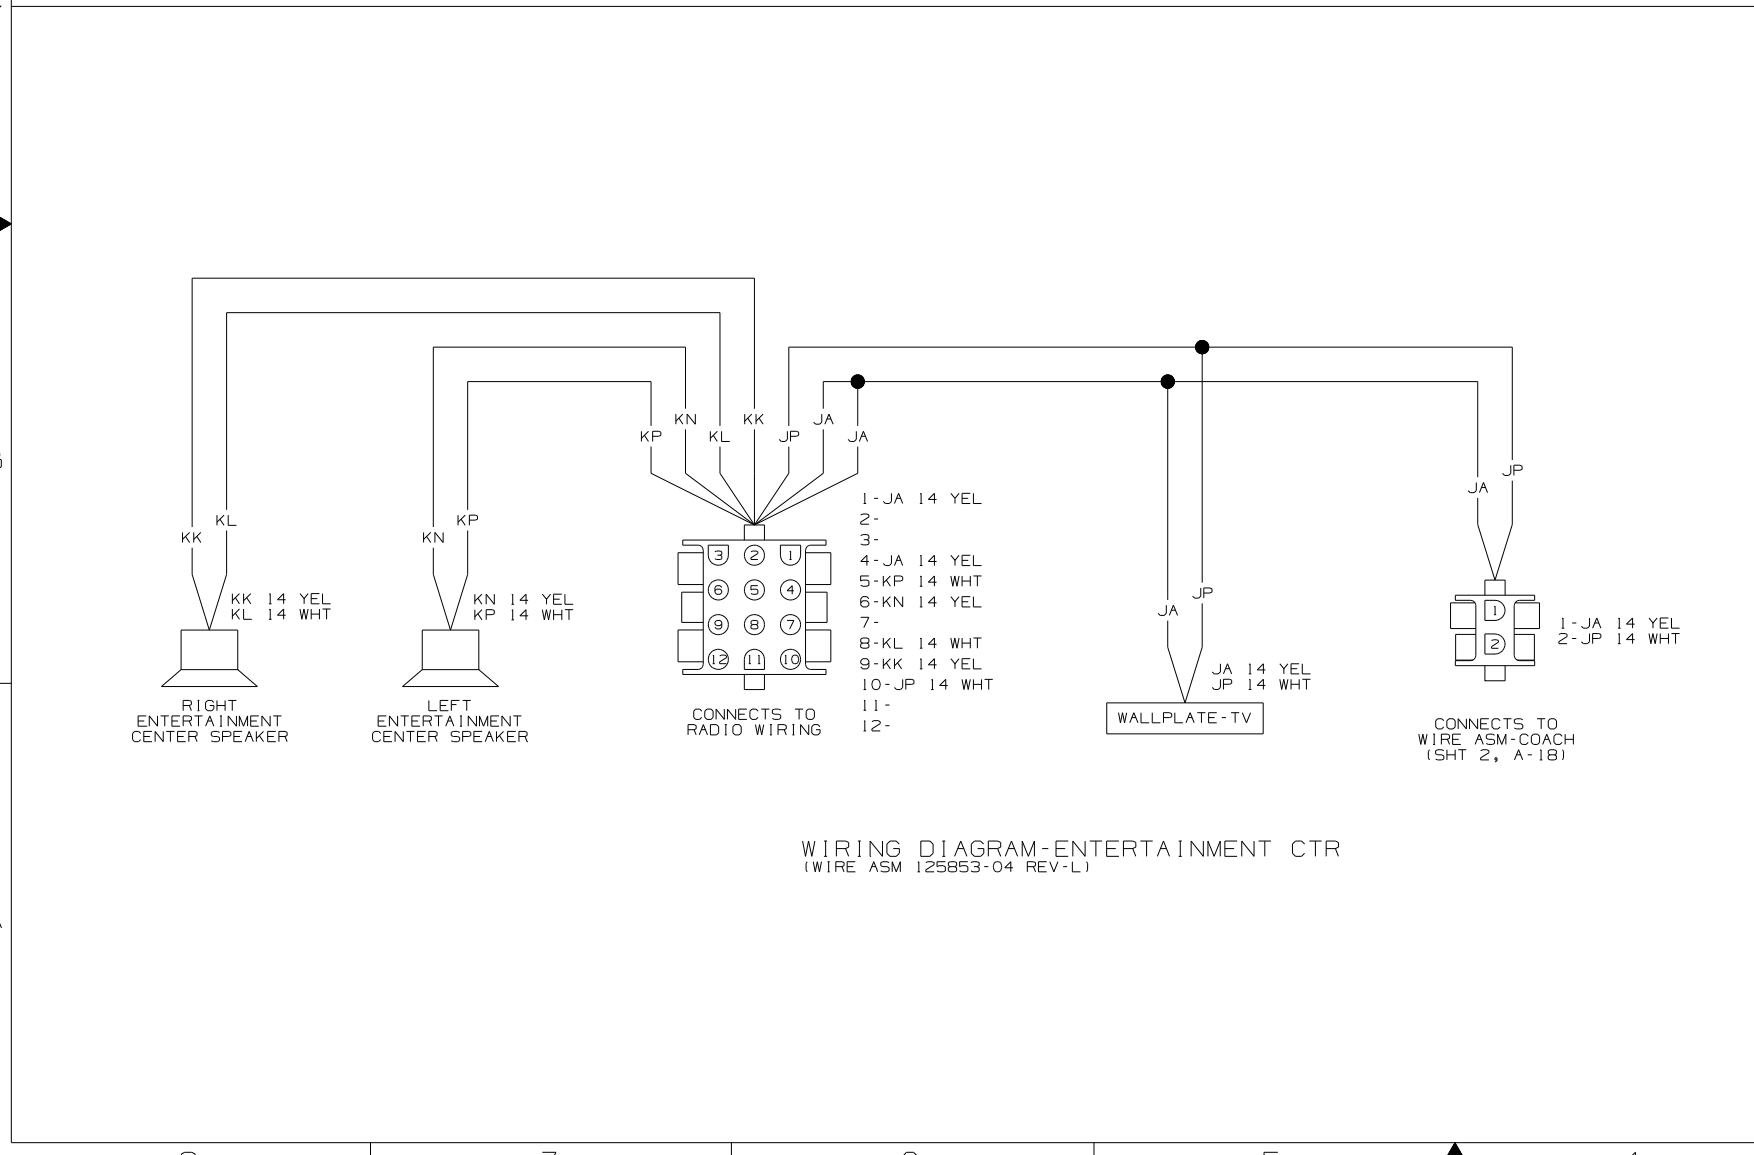 KP
KN
KL
KK
JP
JA
JA
KK
KL
KN
KP
JA
JP
JA
JP
KK 14 YEL
KL 14 WHT
RIGHT
ENTERTAINMENT
CENTER SPEAKER
KN 14 YEL
KP 14 WHT
LEFT
ENTERTAINMENT
CENTER SPEAKER
3 2 1
6 5 4
9 8 7
12 11 10
CONNECTS TO
RADIO WIRING
1-JA 14 YEL
2-
3-
4-JA 14 YEL
5-KP 14 WHT
6-KN 14 YEL
7-
8-KL 14 WHT
9-KK 14 YEL
10-JP 14 WHT
11-
12-
JA 14 YEL
JP 14 WHT
WALLPLATE-TV
1
2
1-JA 14 YEL
2-JP 14 WHT
CONNECTS TO
WIRE ASM-COACH
(SHT 2, A-18)
WIRING DIAGRAM-ENTERTAINMENT CTR
(WIRE ASM 125853-04 REV-L)